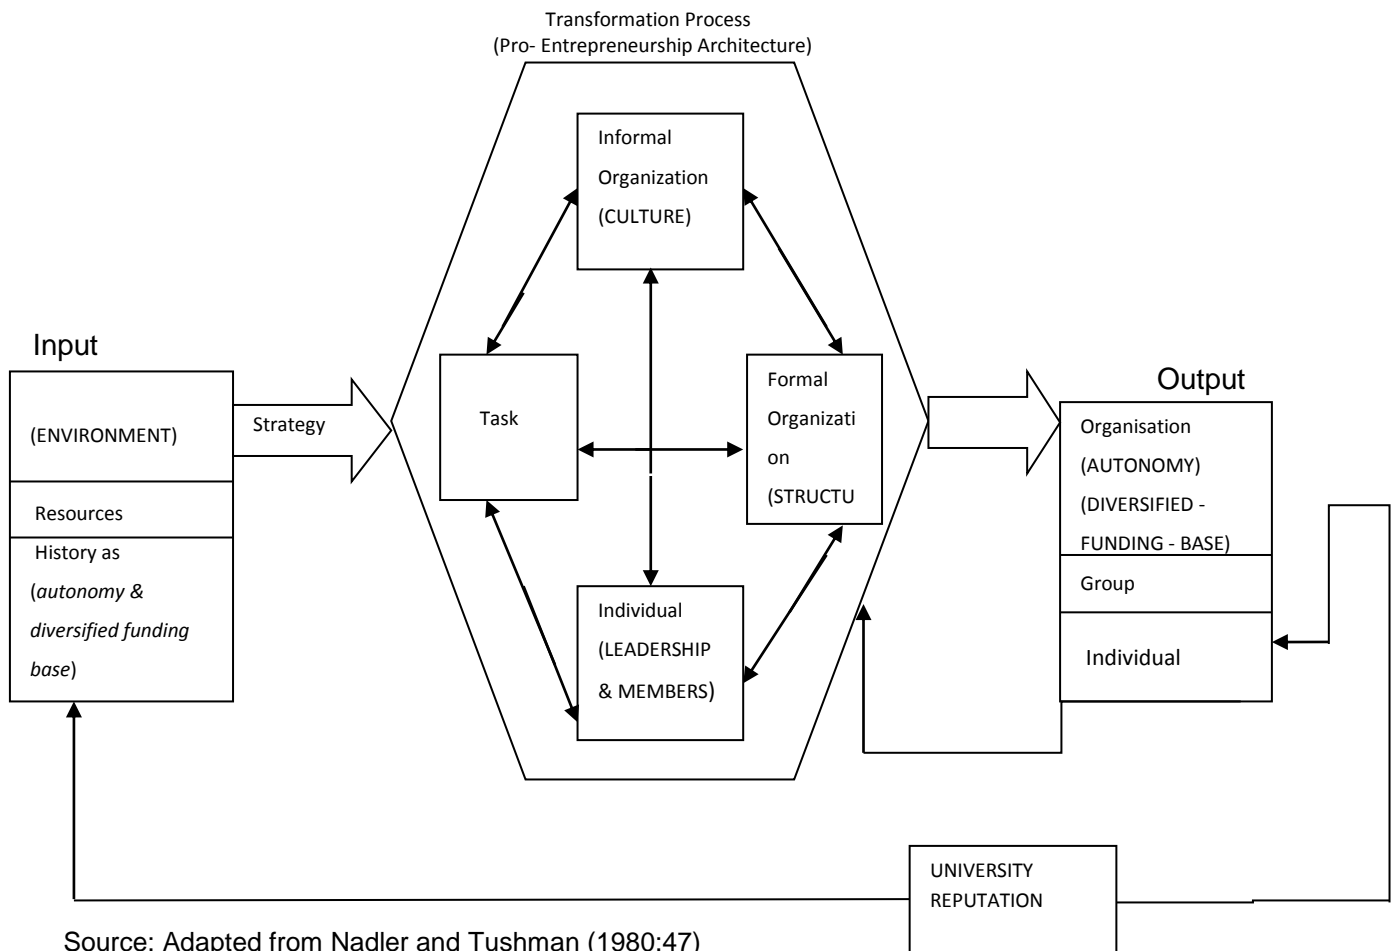 Transformation Process
(Pro- Entrepreneurship Architecture)
Informal
Organization
(CULTURE)
Input
(ENVIRONMENT)
Resources
History as
(autonomy &
diversified funding
base)
Strategy
Task
Formal
Organizati
on
(STRUCTU
Individual
(LEADERSHIP
& MEMBERS)
Output
Organisation
(AUTONOMY)
(DIVERSIFIED -
FUNDING - BASE)
Group
Individual
UNIVERSITY
REPUTATION
Source: Adapted from Nadler and Tushman (1980:47)